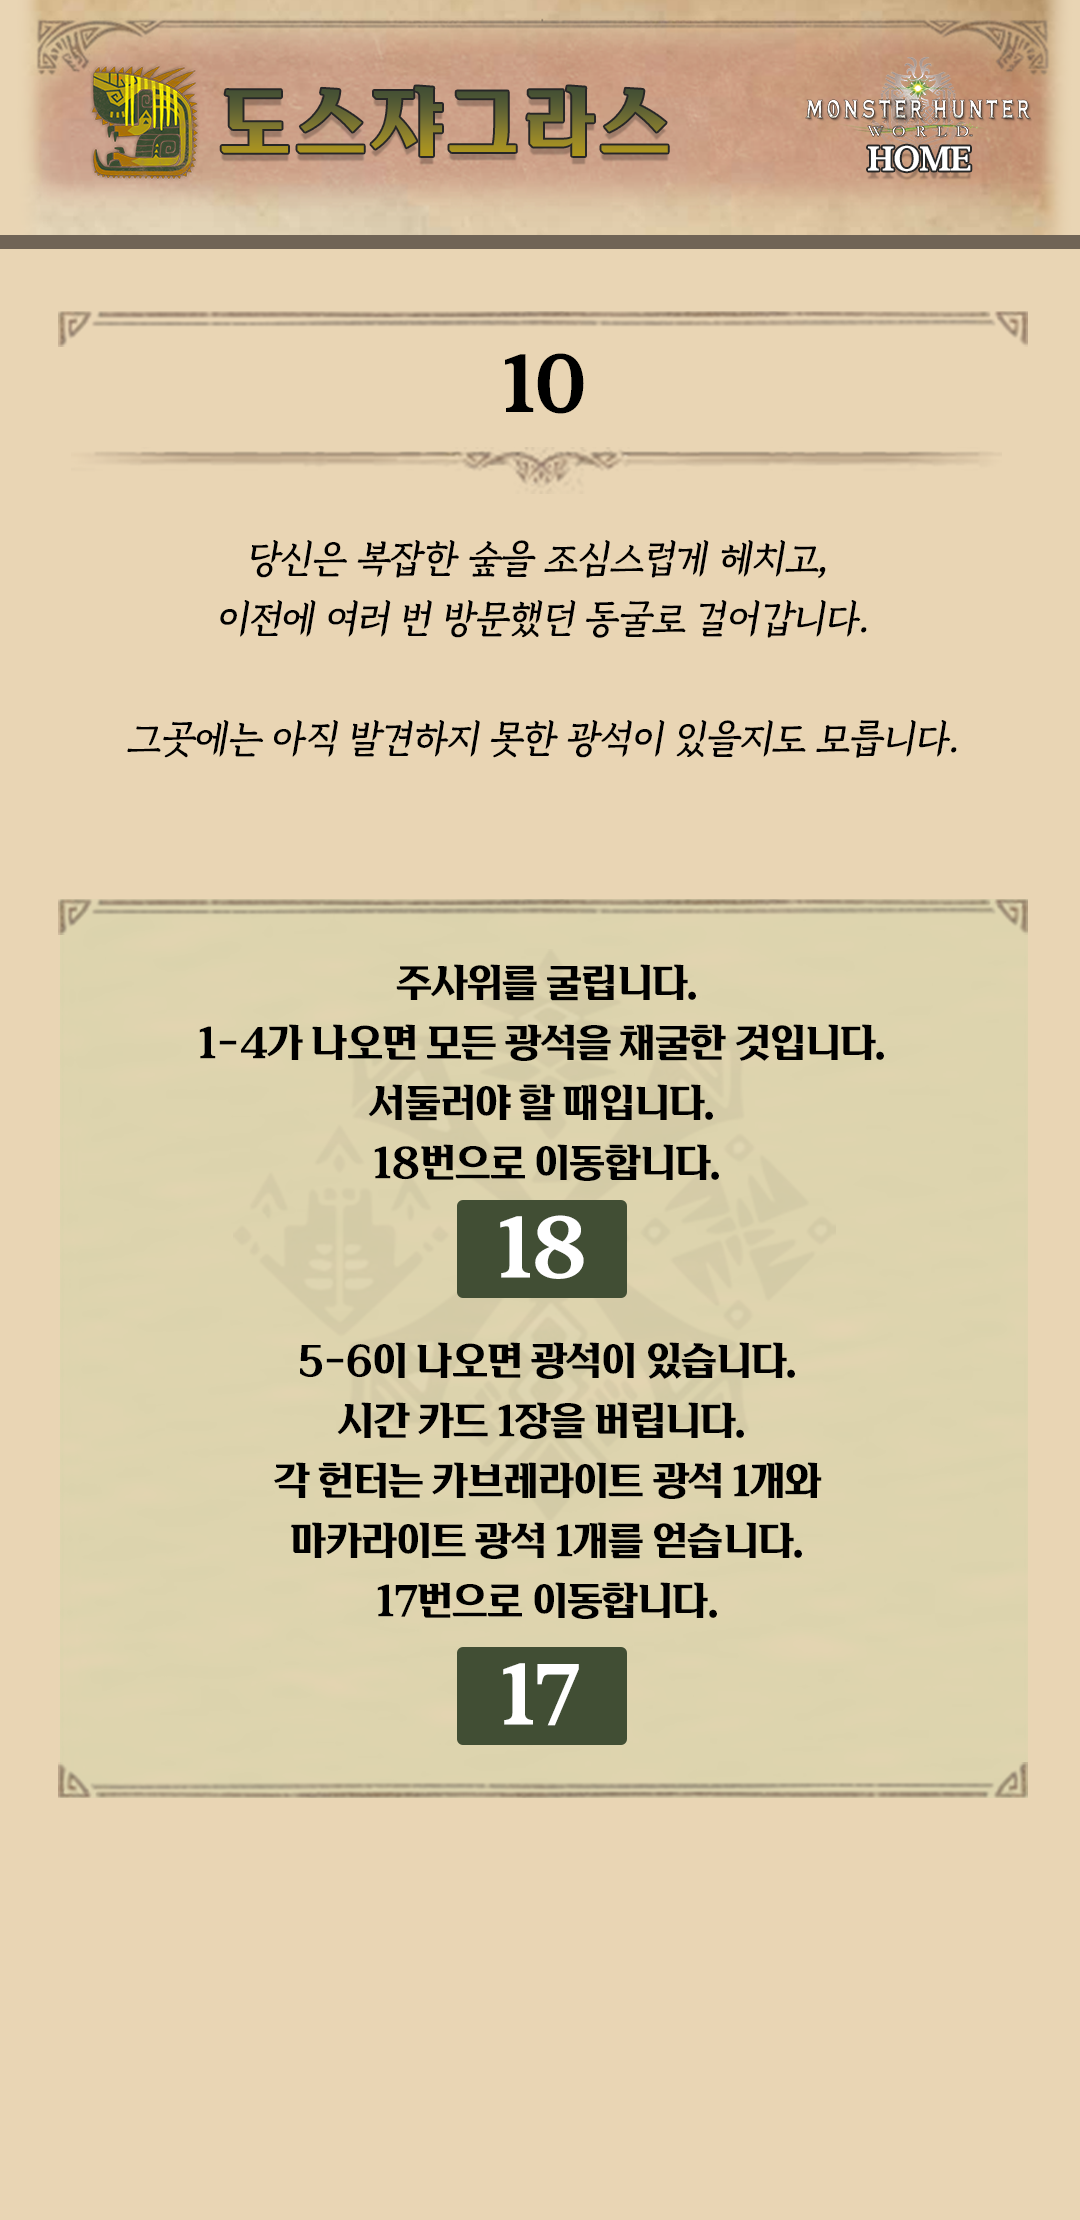 도스쟈그라스
MONSTER HUNTER
WORLD
HOME
10
당신은 복잡한 숲을 조심스럽게 헤치고,
이전에 여러 번 방문했던 동굴로 걸어갑니다.
그곳에는 아직 발견하지 못한 광석이 있을지도 모릅니다.
주사위를 굴립니다.
1-4가 나오면 모든 광석을 채굴한 것입니다.
서둘러야 할 때입니다.
18번으로 이동합니다.
18
5-6이 나오면 광석이 있습니다.
시간 카드 1장을 버립니다.
각 헌터는 카브레라이트 광석 1개와
마카라이트 광석 1개를 얻습니다.
17번으로 이동합니다.
17